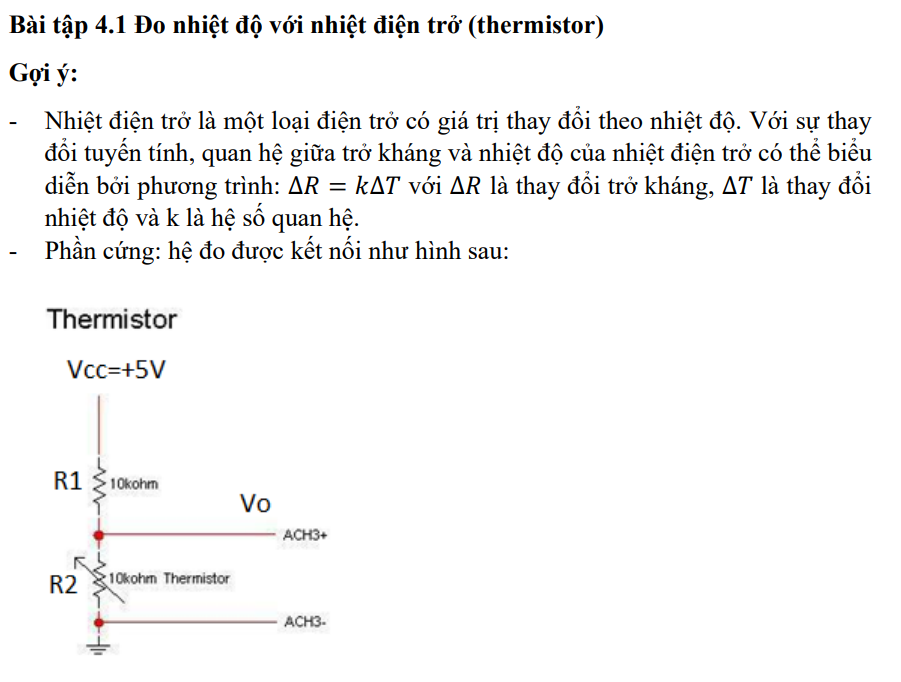 Bài tập 4.1 Đo nhiệt độ với nhiệt điện trở (thermistor)
Gợi ý:
- Nhiệt điện trở là một loại điện trở có giá trị thay đổi theo nhiệt độ. Với sự thay
đổi tuyến tính, quan hệ giữa trở kháng và nhiệt độ của nhiệt điện trở có thể biểu
diễn bởi phương trình: ∆R = k∆T với ∆R là thay đổi trở kháng, ∆T là thay đổi
nhiệt độ và k là hệ số quan hệ.
- Phần cứng: hệ đo được kết nối như hình sau:
Thermistor
Vcc=+5V
R1 10kohm
Vo
ACH3+
R2 10kohm Thermistor
ACH3-